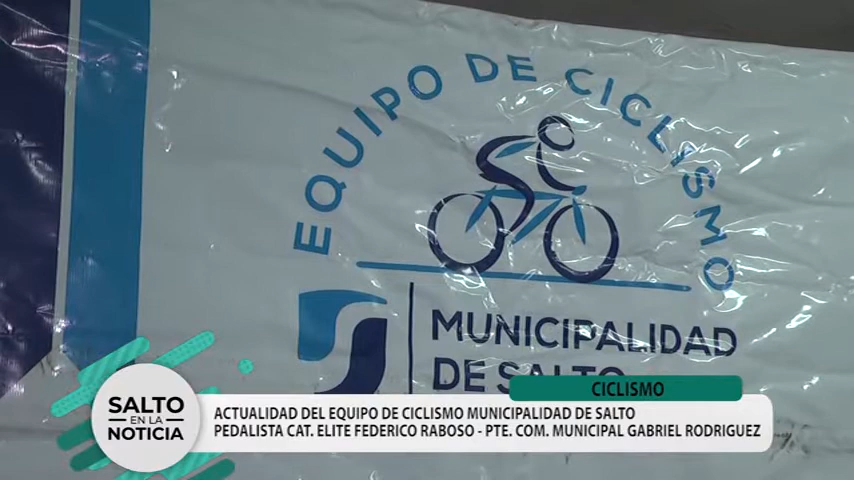 EQUIPO DE CICLISMO
MUNICIPALIDAD
DE SALTO
CICLISMO
SALTO
EN LA
NOTICIA
ACTUALIDAD DEL EQUIPO DE CICLISMO MUNICIPALIDAD DE SALTO
PEDALISTA CAT. ELITE FEDERICO RABOSO - PTE. COM. MUNICIPAL GABRIEL RODRIGUEZ